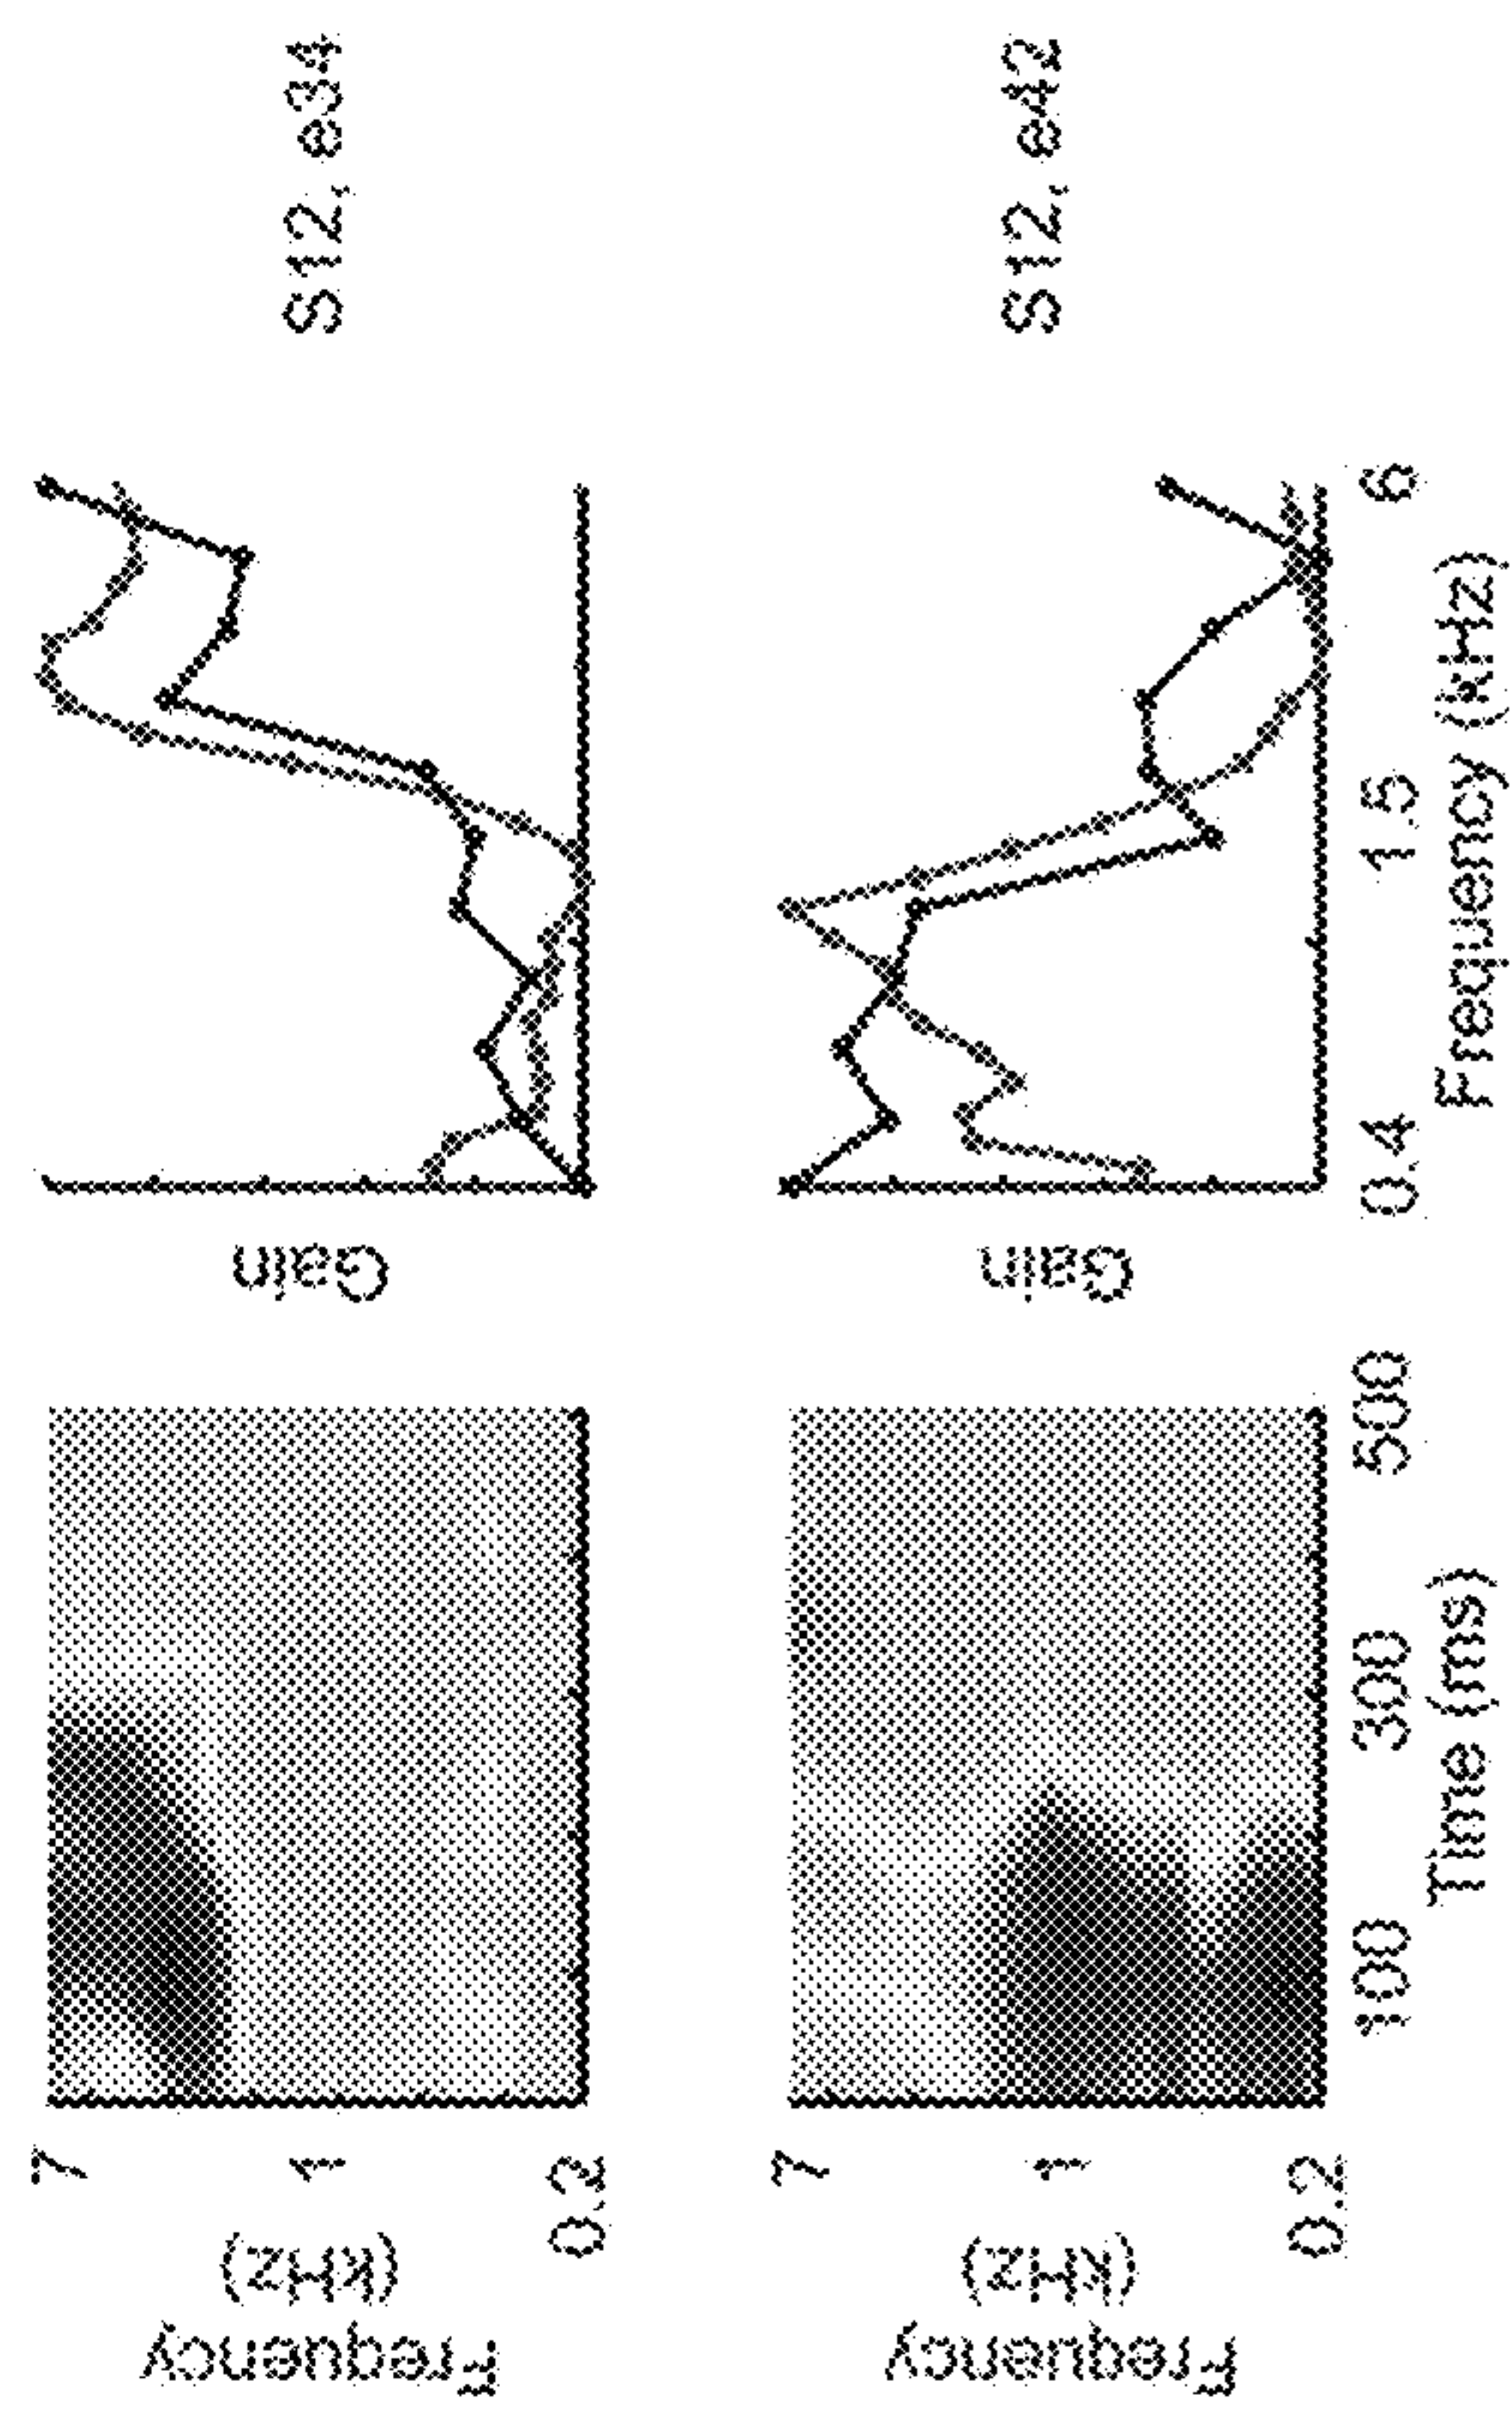 Frequency
(kHz)
7
1
0.2
Gain
S12, e34
Frequency
(kHz)
7
1
0.2
100
300
500
Time (ms)
Gain
0.4
1.5
6
Frequency (kHz)
S12, e42